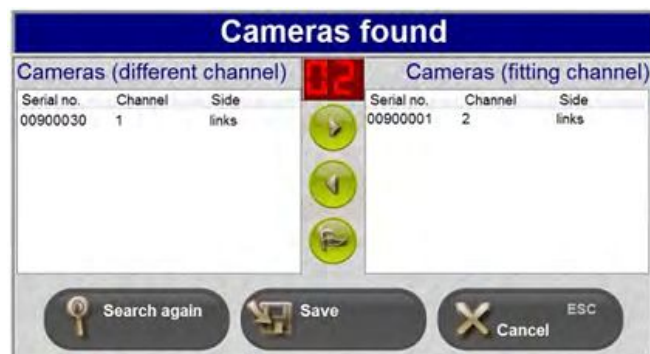 Cameras found
Cameras (different channel)
02
Cameras (fitting channel)
Serial no. Channel Side
00900030 1 links
Serial no. Channel Side
00900001 2 links
Search again
Save
ESC
Cancel